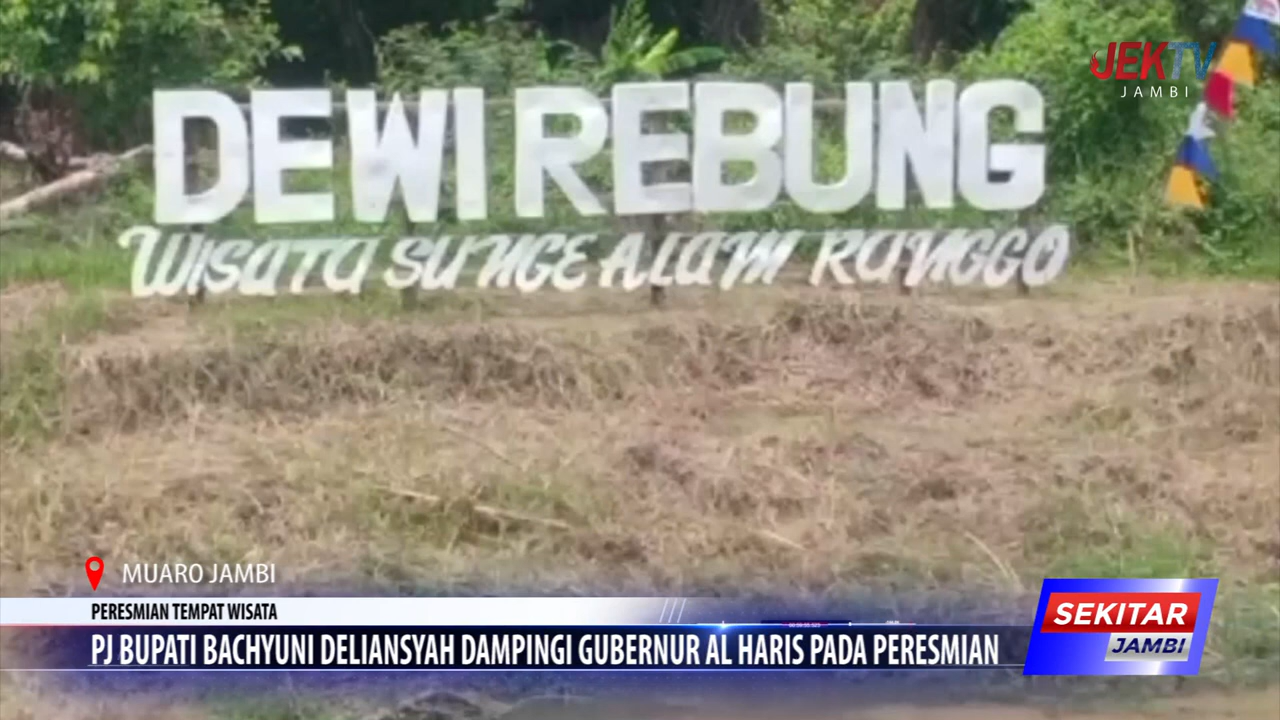 JEKTV
JAMBI
DEWI REBUNG
WISATA SUNGE ALAM RANGGO
MUARO JAMBI
PERESMIAN TEMPAT WISATA
PJ BUPATI BACHYUNI DELIANSYAH DAMPINGI GUBERNUR AL HARIS PADA PERESMIAN
SEKITAR
JAMBI